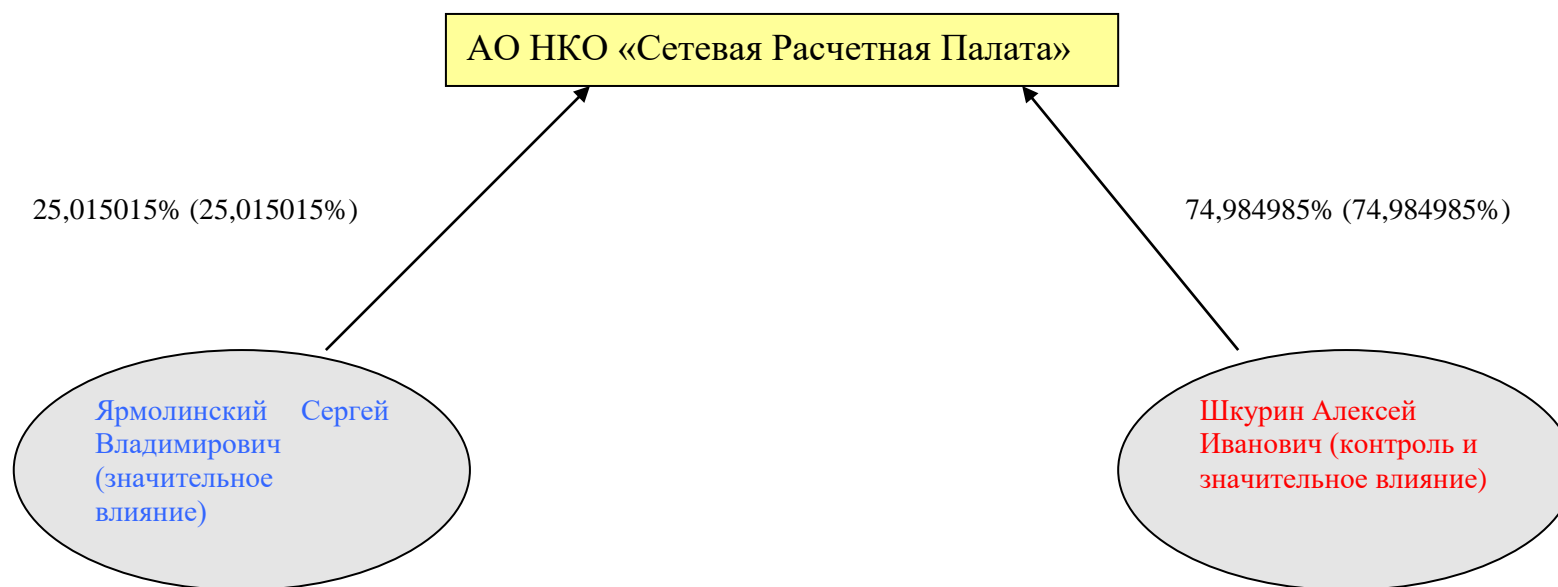 АО НКО «Сетевая Расчетная Палата»
25,015015% (25,015015%)
74,984985% (74,984985%)
Ярмолинский Сергей
Владимирович
(значительное
влияние)
Шкурин Алексей
Иванович (контроль и
значительное влияние)